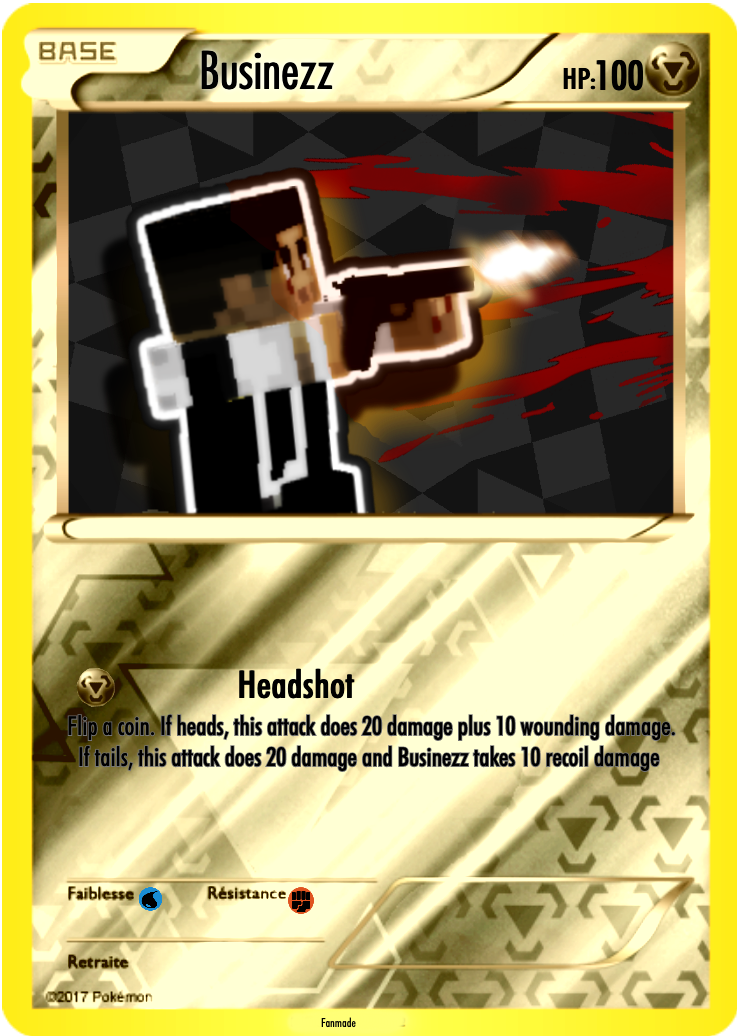 BASE
Businezz
HP:100
Headshot
Flip a coin. If heads, this attack does 20 damage plus 10 wounding damage.
If tails, this attack does 20 damage and Businezz takes 10 recoil damage
Faiblesse Résistance
Retraite
©2017 Pokémon
Fanmade